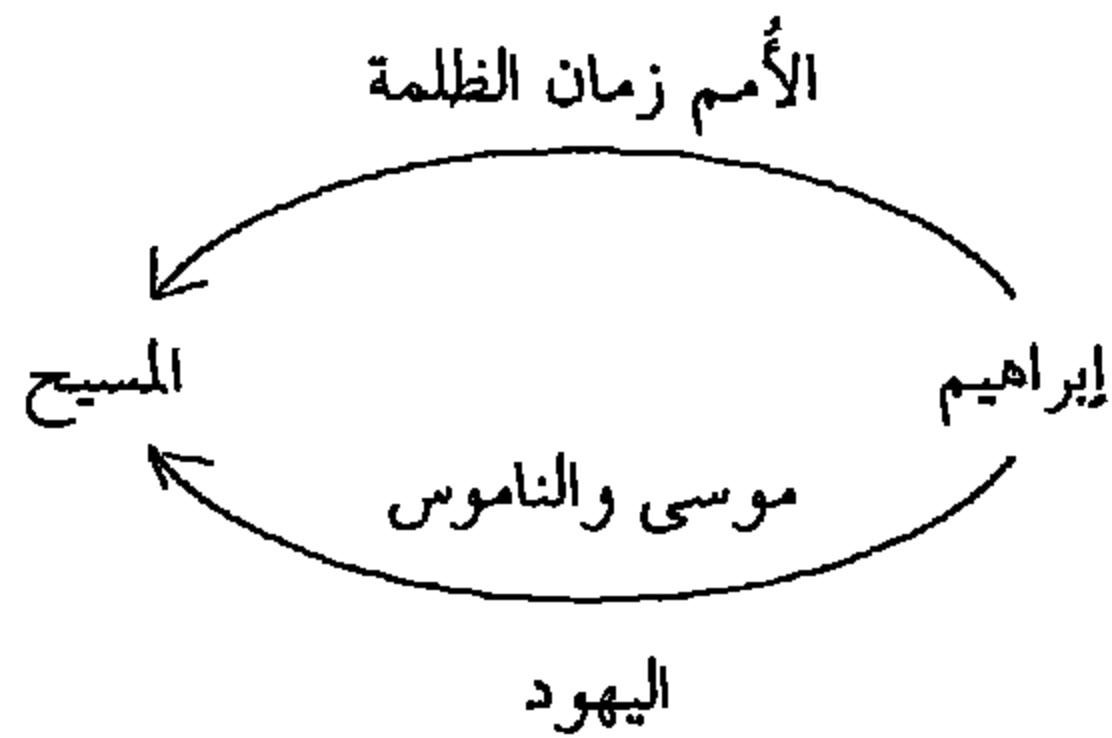 الأُمم زمان الظلمة
إبراهيم
المسيح
موسى والناموس
اليهود